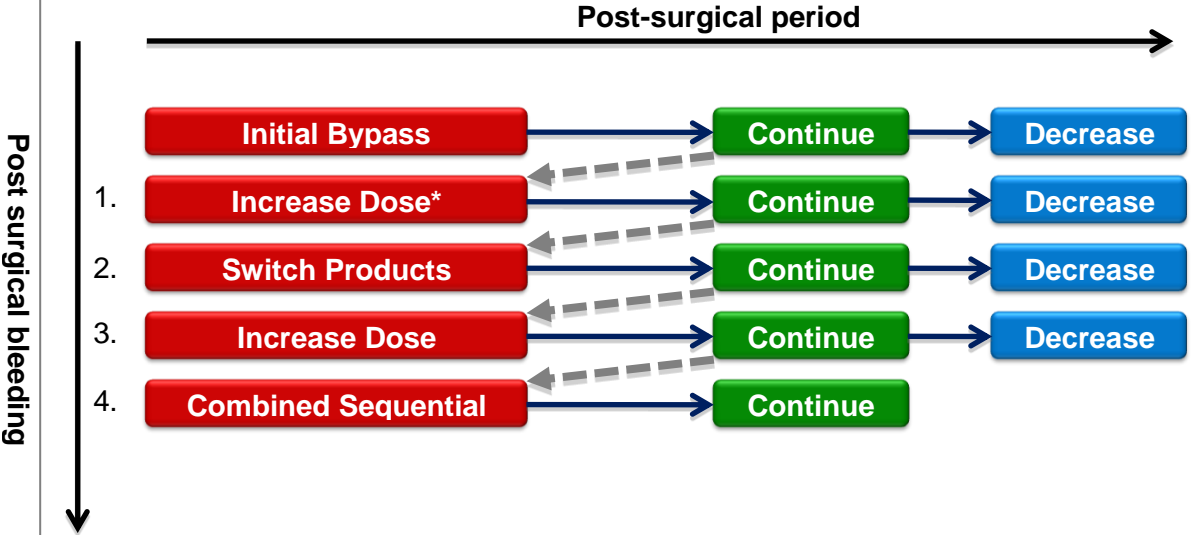 Post-surgical period
Post surgical bleeding
Initial Bypass
Continue
Decrease
1.
Increase Dose*
Continue
Decrease
2.
Switch Products
Continue
Decrease
3.
Increase Dose
Continue
Decrease
4.
Combined Sequential
Continue